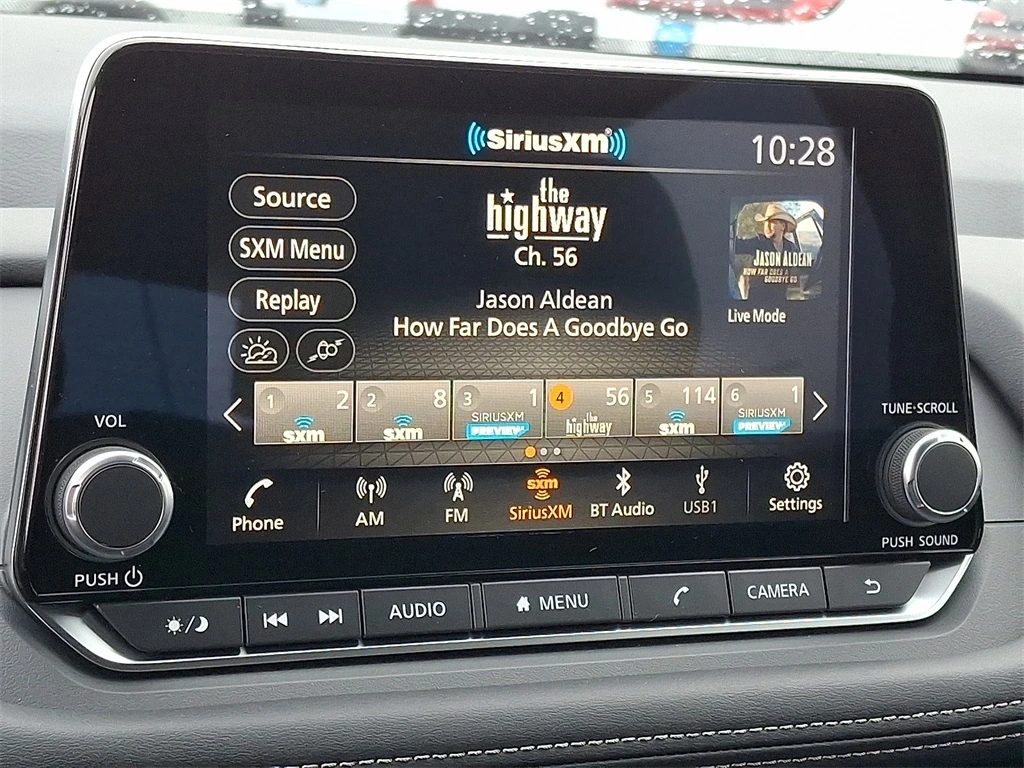 SiriusXM®
10:28
Source
SXM Menu
Replay
the
highway
Ch. 56
Jason Aldean
How Far Does A Goodbye Go
JASON ALDEAN
HOW FAR DOES A
GOODBYE GO
Live Mode
1 2
sxm
2 8
sxm
3 1
SIRIUSXM
PREVIEW
4 56
the
highway
5 114
sxm
6 1
SIRIUSXM
PREVIEW
Phone
AM
FM
sxm
SiriusXM
BT Audio
USB1
Settings
VOL
PUSH
TUNE·SCROLL
PUSH SOUND
AUDIO
MENU
CAMERA